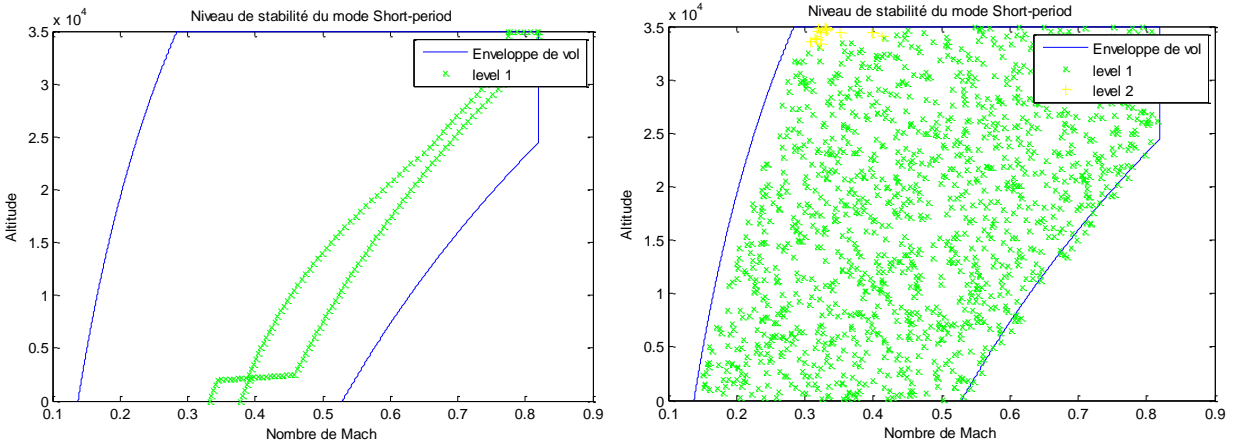 Niveau de stabilité du mode Short-period
x 10⁴
3.5
3
2.5
2
1.5
1
0.5
0
Altitude
0.1 0.2 0.3 0.4 0.5 0.6 0.7 0.8 0.9
Nombre de Mach
Enveloppe de vol
level 1
Niveau de stabilité du mode Short-period
x 10⁴
3.5
3
2.5
2
1.5
1
0.5
0
Altitude
0.1 0.2 0.3 0.4 0.5 0.6 0.7 0.8 0.9
Nombre de Mach
Enveloppe de vol
level 1
level 2